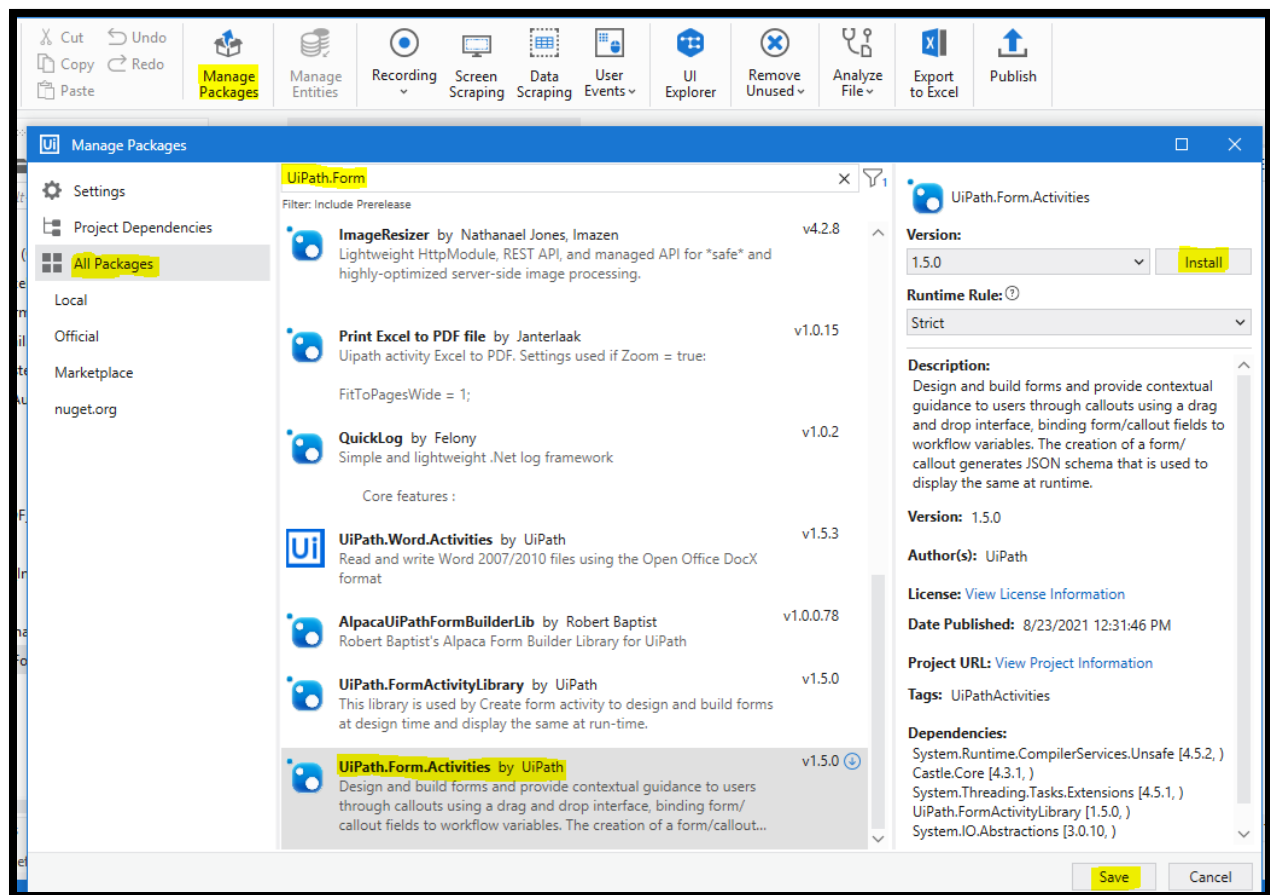 Cut Undo
Copy Redo
Paste
Manage
Packages
Manage
Entities
Recording
Screen
Scraping
Data
Scraping
User
Events
UI
Explorer
Remove
Unused
Analyze
File
Export
to Excel
Publish
Ui Manage Packages
Settings
Project Dependencies
All Packages
Local
Official
Marketplace
nuget.org
UiPath.Form
1
Filter: Include Prerelease
ImageResizer by Nathanael Jones, Imazen v4.2.8
Lightweight HttpModule, REST API, and managed API for *safe* and
highly-optimized server-side image processing.
Print Excel to PDF file by Janterlaak v1.0.15
Uipath activity Excel to PDF. Settings used if Zoom = true:
FitToPagesWide = 1;
QuickLog by Felony v1.0.2
Simple and lightweight .Net log framework
Core features :
Ui
UiPath.Word.Activities by UiPath v1.5.3
Read and write Word 2007/2010 files using the Open Office DocX
format
AlpacaUiPathFormBuilderLib by Robert Baptist v1.0.0.78
Robert Baptist's Alpaca Form Builder Library for UiPath
UiPath.FormActivityLibrary by UiPath v1.5.0
This library is used by Create form activity to design and build forms
at design time and display the same at run-time.
UiPath.Form.Activities by UiPath v1.5.0
Design and build forms and provide contextual guidance to users
through callouts using a drag and drop interface, binding form/
callout fields to workflow variables. The creation of a form/callout...
UiPath.Form.Activities
Version:
1.5.0 Install
Runtime Rule: ?
Strict
Description:
Design and build forms and provide contextual
guidance to users through callouts using a drag
and drop interface, binding form/callout fields to
workflow variables. The creation of a form/
callout generates JSON schema that is used to
display the same at runtime.
Version: 1.5.0
Author(s): UiPath
License: View License Information
Date Published: 8/23/2021 12:31:46 PM
Project URL: View Project Information
Tags: UiPathActivities
Dependencies:
System.Runtime.CompilerServices.Unsafe [4.5.2, )
Castle.Core [4.3.1, )
System.Threading.Tasks.Extensions [4.5.1, )
UiPath.FormActivityLibrary [1.5.0, )
System.IO.Abstractions [3.0.10, )
Save Cancel